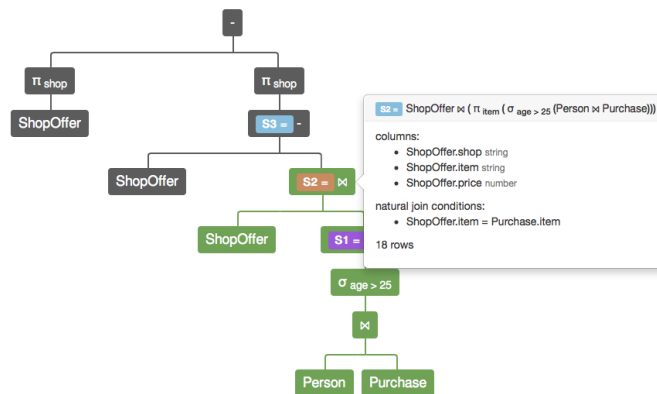 -
π shop
π shop
ShopOffer
S3 = -
ShopOffer
S2 = ⋈
ShopOffer
S1 =
σ age > 25
⋈
Person
Purchase
S2 = ShopOffer ⋈ ( π item ( σ age > 25 (Person ⋈ Purchase)))
columns:
• ShopOffer.shop string
• ShopOffer.item string
• ShopOffer.price number
natural join conditions:
• ShopOffer.item = Purchase.item
18 rows